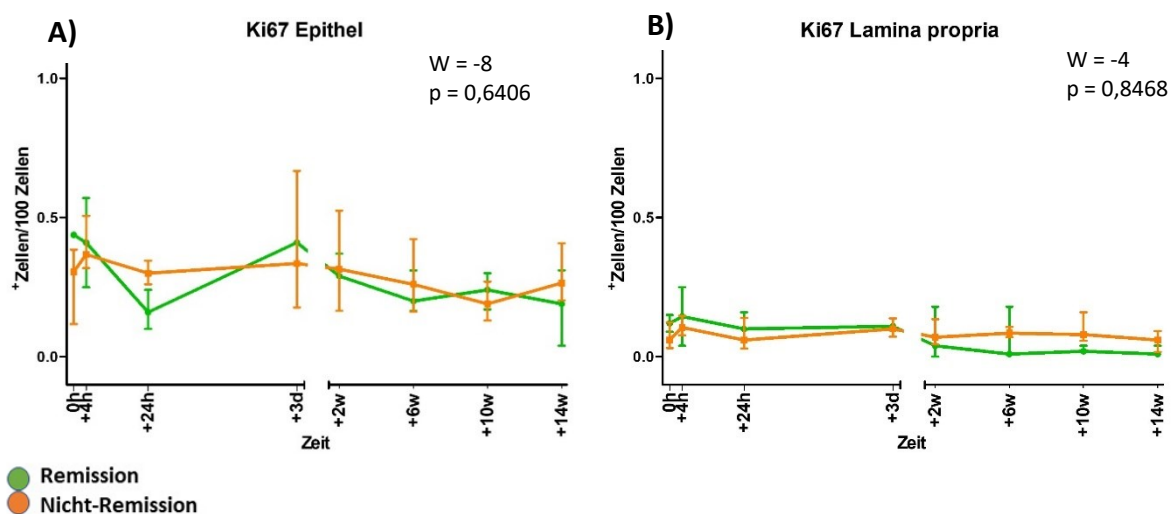 A)
Ki67 Epithel
W = -8
p = 0,6406
1.0
0.5
0.0
+Zellen/100 Zellen
0h
+4h
+24h
+3d
+2w
+6w
+10w
+14w
Zeit
B)
Ki67 Lamina propria
W = -4
p = 0,8468
1.0
0.5
0.0
+Zellen/100 Zellen
0h
+4h
+24h
+3d
+2w
+6w
+10w
+14w
Zeit
Remission
Nicht-Remission